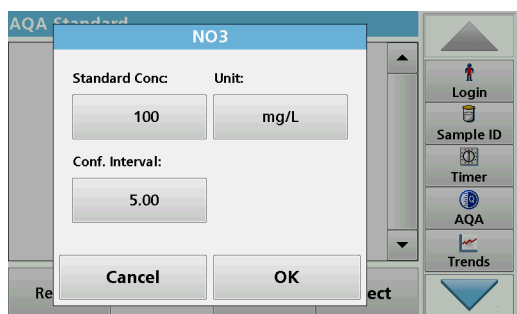 AQA Standard
NO3
Standard Conc: Unit:
100 mg/L
Conf. Interval:
5.00
Cancel OK
Re ect
Login
Sample ID
Timer
AQA
Trends